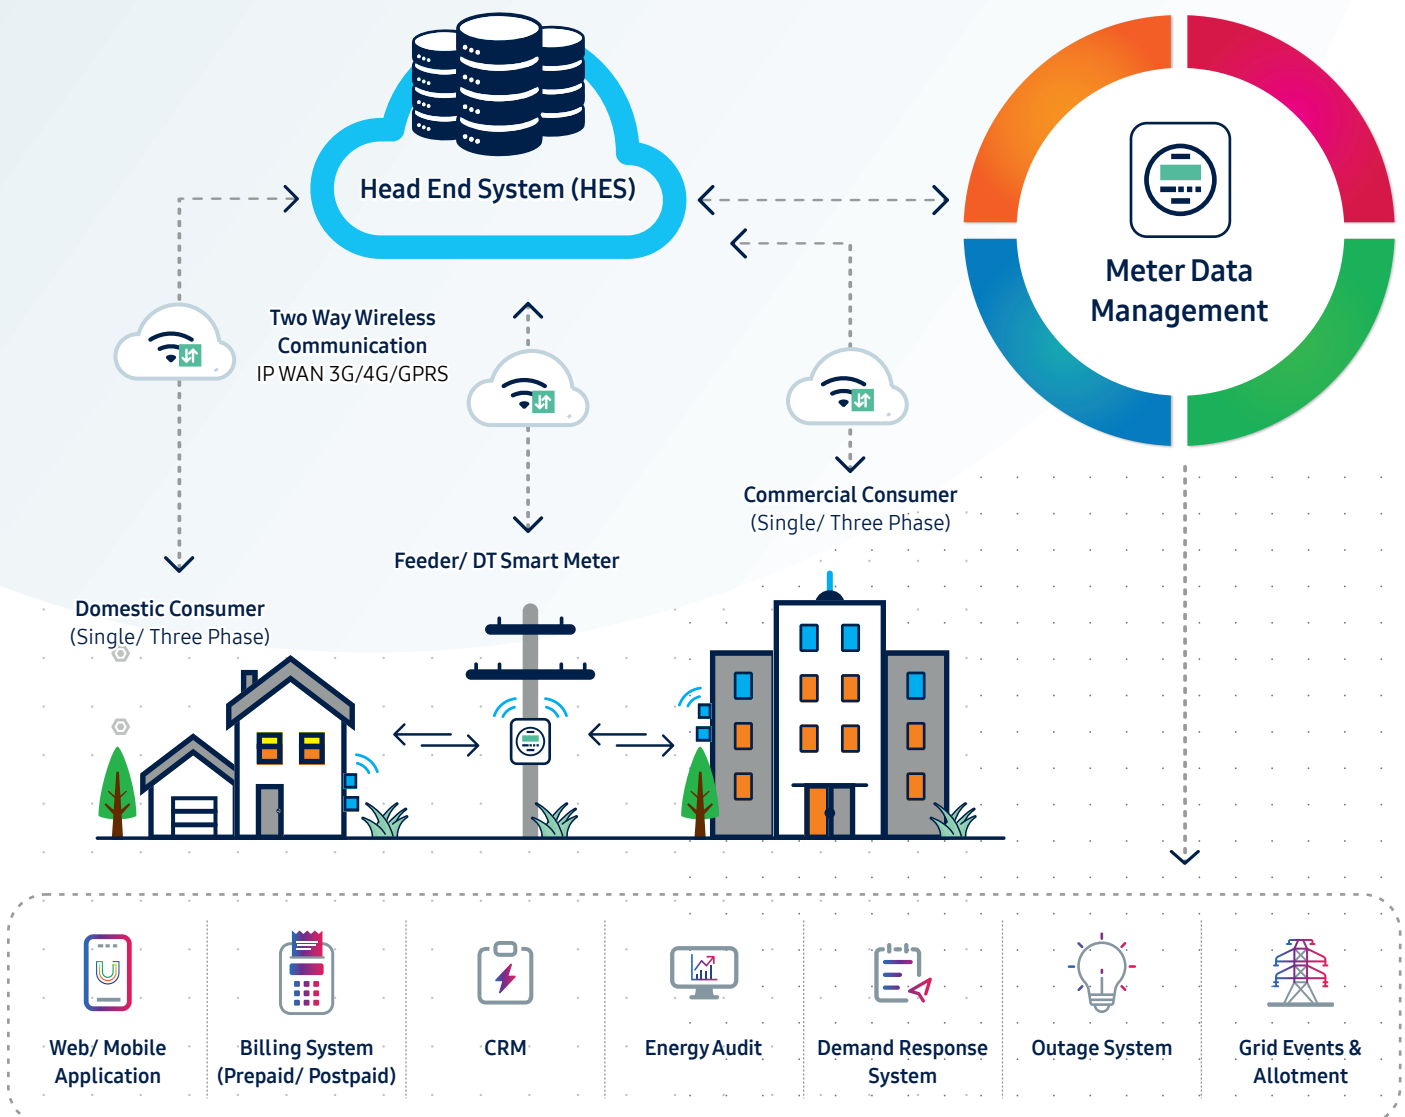 Head End System (HES)
Meter Data
Management
Two Way Wireless
Communication
IP WAN 3G/4G/GPRS
Commercial Consumer
(Single/ Three Phase)
Feeder/ DT Smart Meter
Domestic Consumer
(Single/ Three Phase)
Web/ Mobile
Application
Billing System
(Prepaid/ Postpaid)
CRM
Energy Audit
Demand Response
System
Outage System
Grid Events &
Allotment